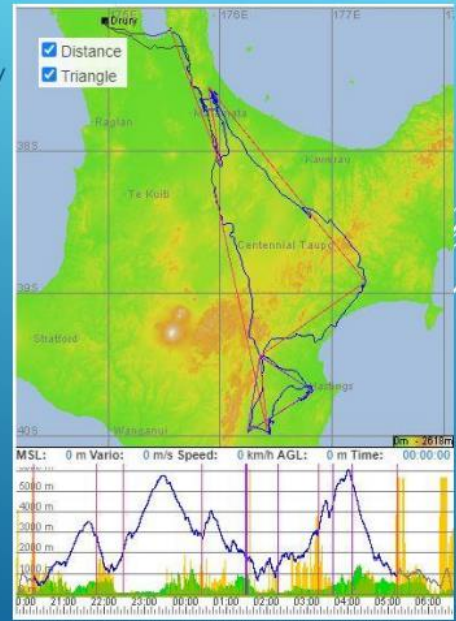 175E 176E 177E
Drury
Distance
Triangle
Raglan
38S
Kawerau
Te Kuiti
Centennial Taupo
39S
Stratford
Hastings
Wanganui
40S
0m - 2618m
MSL: 0 m Vario: 0 m/s Speed: 0 km/h AGL: 0 m Time: 00:00:00
5000 m
4000 m
3000 m
2000 m
1000 m
0:00 21:00 22:00 23:00 00:00 01:00 02:00 03:00 04:00 05:00 06:00